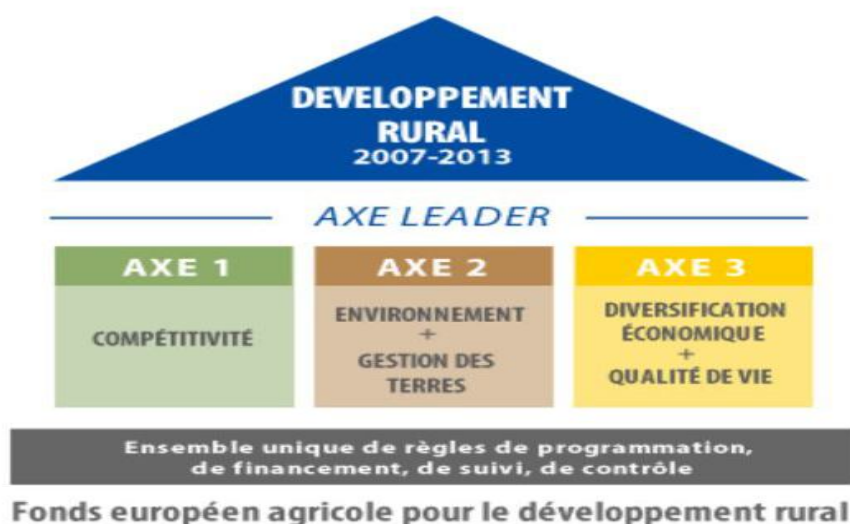 DEVELOPPEMENT
RURAL
2007-2013
AXE LEADER
AXE 1
COMPÉTITIVITÉ
AXE 2
ENVIRONNEMENT
+
GESTION DES
TERRES
AXE 3
DIVERSIFICATION
ÉCONOMIQUE
+
QUALITÉ DE VIE
Ensemble unique de règles de programmation,
de financement, de suivi, de contrôle
Fonds européen agricole pour le développement rural